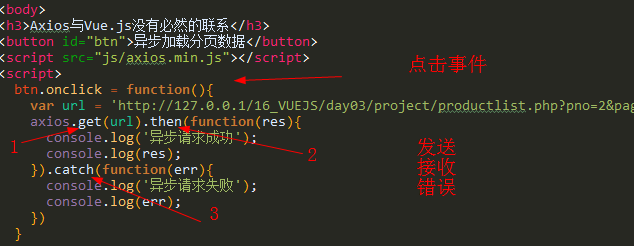 <body>
<h3>Axios与Vue.js没有必然的联系</h3>
<button id="btn">异步加载分页数据</button>
<script src="js/axios.min.js"></script>
<script>
btn.onclick = function(){
点击事件
var url = 'http://127.0.0.1/16_VUEJS/day03/project/productlist.php?pno=2&pag
axios.get(url).then(function(res){
1
console.log('异步请求成功');
2
发送
console.log(res);
接收
}).catch(function(err){
错误
console.log('异步请求失败');
3
console.log(err);
})
}